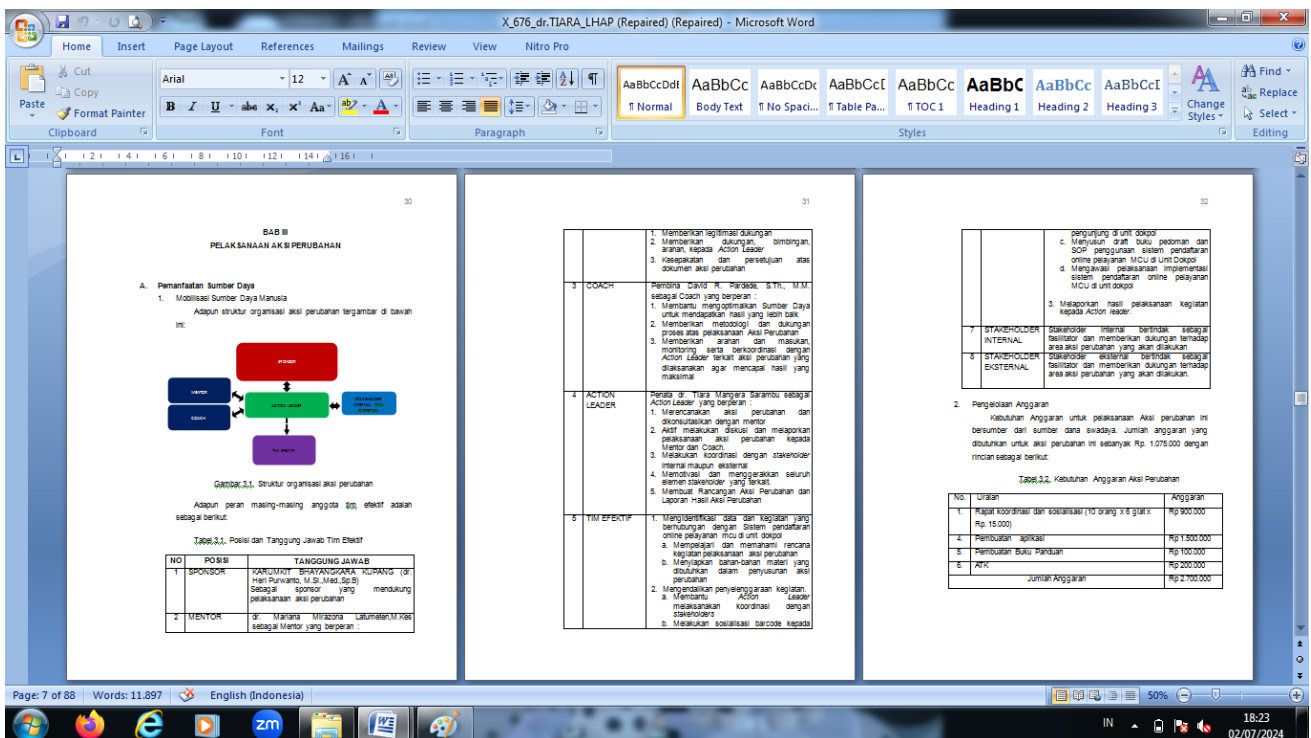 X_676_dr.TIARA_LHAP (Repaired) (Repaired) - Microsoft Word
Home Insert Page Layout References Mailings Review View Nitro Pro
Paste
Cut
Copy
Format Painter
Clipboard
Arial 12
Font
Paragraph
AaBbCcDdE AaBbCc AaBbCcDc AaBbCcI AaBbCc AaBbC AaBbCc AaBbCcI
¶ Normal Body Text ¶ No Spaci... ¶ Table Pa... ¶ TOC 1 Heading 1 Heading 2 Heading 3
Change Styles
Styles
Find
Replace
Select
Editing
30
BAB III
PELAKSANAAN AKSI PERUBAHAN
A. Pemanfaatan Sumber Daya
1. Mobilisasi Sumber Daya Manusia
Adapun struktur organisasi aksi perubahan tergambar di bawah
ini:
SPONSOR
MENTOR
COACH
ACTION LEADER
TIM EFEKTIF
Gambar 3.1. Struktur organisasi aksi perubahan
Adapun peran masing-masing anggota tim efektif adalah
sebagai berikut:
Tabel 3.1. Posisi dan Tanggung Jawab Tim Efektif
NO POSISI TANGGUNG JAWAB
1 SPONSOR KARUMKIT BHAYANGKARA KUPANG (dr.
Heri Purwanto, M.Si.,Med.,Sp.B)
Sebagai sponsor yang mendukung
pelaksanaan aksi perubahan
2 MENTOR dr. Mariana Mirazona Latumeten,M.Kes
sebagai Mentor yang berperan :
31
1. Memberikan legitimasi dukungan
2. Memberikan dukungan, bimbingan,
arahan, kepada Action Leader
3. Kesepakatan dan persetujuan atas
dokumen aksi perubahan
3 COACH Pembina David R. Pardede, S.Th., M.M.
sebagai Coach yang berperan :
1. Membantu mengoptimalkan Sumber Daya
untuk mendapatkan hasil yang lebih baik
2. Memberikan metodologi dan dukungan
proses atas pelaksanaan Aksi Perubahan
3. Memberikan arahan dan masukan,
monitoring serta berkoordinasi dengan
Action Leader terkait aksi perubahan yang
dilaksanakan agar mencapai hasil yang
maksimal
4 ACTION LEADER Penata dr. Tiara Mangera Sarambu sebagai
Action Leader yang berperan :
1. Merencanakan aksi perubahan dan
dikonsultasikan dengan mentor
2. Aktif melakukan diskusi dan melaporkan
pelaksanaan aksi perubahan kepada
Mentor dan Coach.
3. Melakukan koordinasi dengan stakeholder
internal maupun eksternal
4. Memotivasi dan menggerakkan seluruh
elemen stakeholder yang terkait.
5. Membuat Rancangan Aksi Perubahan dan
Laporan Hasil Aksi Perubahan
5 TIM EFEKTIF 1. Mengidentifikasi data dan kegiatan yang
berhubungan dengan Sistem pendaftaran
online pelayanan mcu di unit dokpol
a. Mempelajari dan memahami rencana
kegiatan pelaksanaan aksi perubahan
b. Menyiapkan bahan-bahan materi yang
dibutuhkan dalam penyusunan aksi
perubahan
2. Mengendalikan penyelenggaraan kegiatan.
a. Membantu Action Leader
melaksanakan koordinasi dengan
stakeholders
b. Melakukan sosialisasi barcode kepada
32
pengunjung di unit dokpol
c. Menyusun draft buku pedoman dan
SOP penggunaan sistem pendaftaran
online pelayanan MCU di Unit Dokpol
d. Mengawasi pelaksanaan implementasi
sistem pendaftaran online pelayanan
MCU di unit dokpol
3. Melaporkan hasil pelaksanaan kegiatan
kepada Action leader.
7 STAKEHOLDER INTERNAL Stakeholder internal bertindak sebagai
fasilitator dan memberikan dukungan terhadap
area aksi perubahan yang akan dilakukan
8 STAKEHOLDER EKSTERNAL Stakeholder eksternal bertindak sebagai
fasilitator dan memberikan dukungan terhadap
area aksi perubahan yang akan dilakukan.
2. Pengelolaan Anggaran
Kebutuhan Anggaran untuk pelaksanaan Aksi perubahan ini
bersumber dari sumber dana swadaya. Jumlah anggaran yang
dibutuhkan untuk aksi perubahan ini sebanyak Rp. 1.075.000 dengan
rincian sebagai berikut:
Tabel 3.2. Kebutuhan Anggaran Aksi Perubahan
No. Uraian Anggaran
1. Rapat koordinasi dan sosialisasi (10 orang x 6 giat x Rp 900.000
Rp. 15.000)
4. Pembuatan aplikasi Rp 1.500.000
5. Pembuatan Buku Panduan Rp 100.000
6. ATK Rp 200.000
Jumlah Anggaran Rp 2.700.000
Page: 7 of 88 Words: 11.897 English (Indonesia) 50%
zm
IN
18:23
02/07/2024